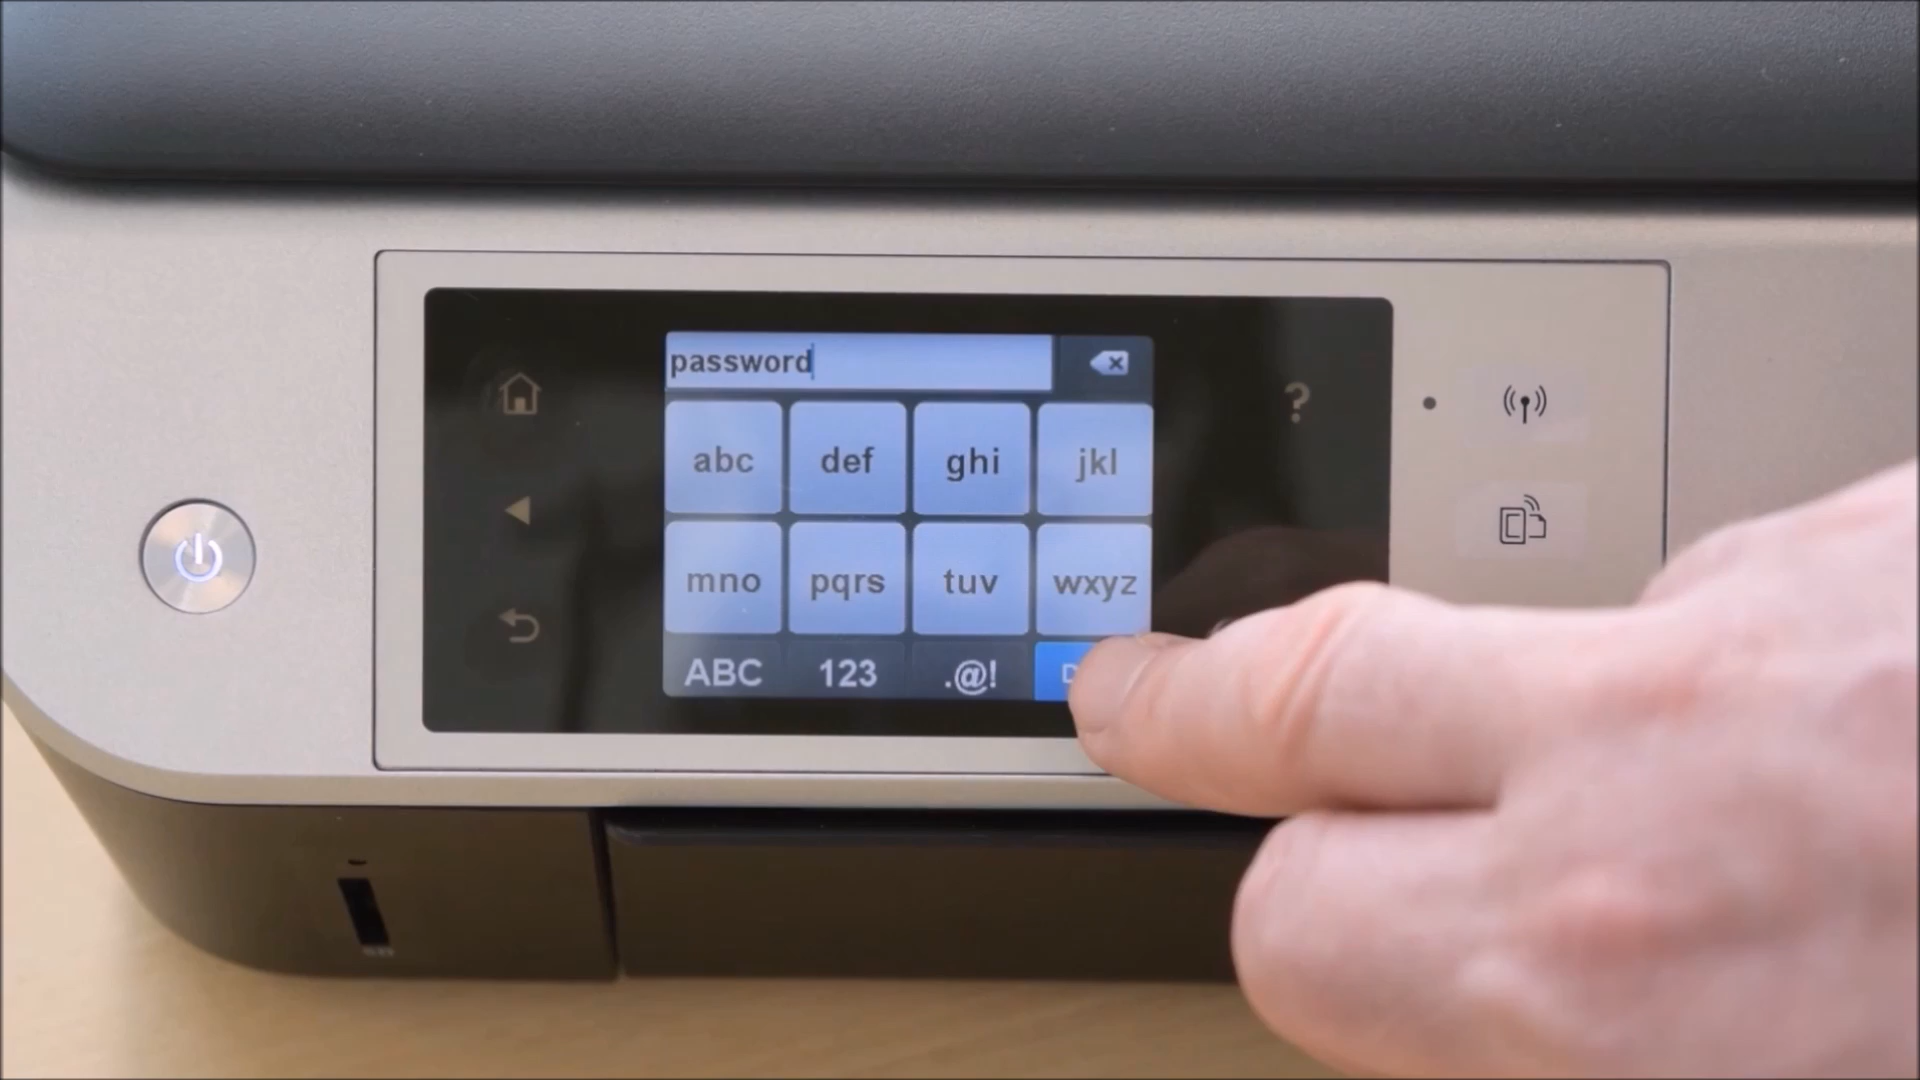 password
abc def ghi jkl
mno pqrs tuv wxyz
ABC 123 .@!
?